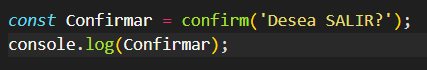 const Confirmar = confirm('Desea SALIR?');
console.log(Confirmar);